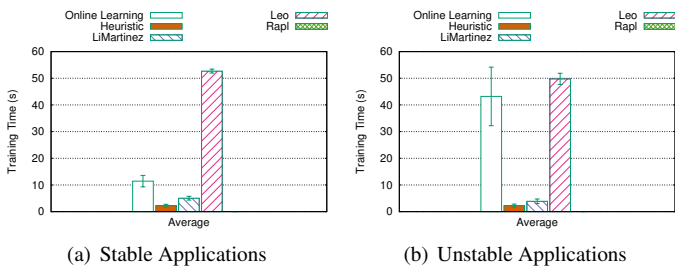 Online Learning
Heuristic
LiMartinez
Leo
Rapl
Training Time (s)
60
50
40
30
20
10
0
Average
(a) Stable Applications
Online Learning
Heuristic
LiMartinez
Leo
Rapl
Training Time (s)
60
50
40
30
20
10
0
Average
(b) Unstable Applications